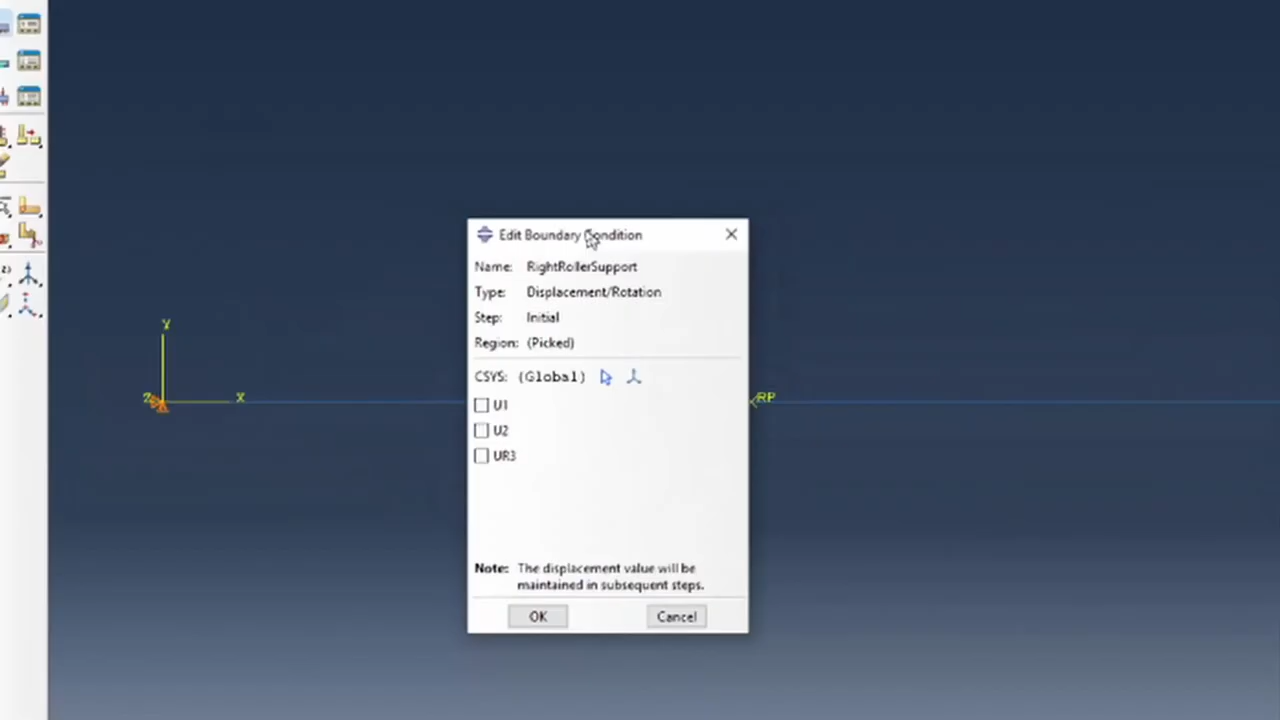 Edit Boundary Condition
Name: RightRollerSupport
Type: Displacement/Rotation
Step: Initial
Region: (Picked)
CSYS: (Global)
U1
U2
UR3
Note: The displacement value will be
maintained in subsequent steps.
OK Cancel
Y
Z X
RP